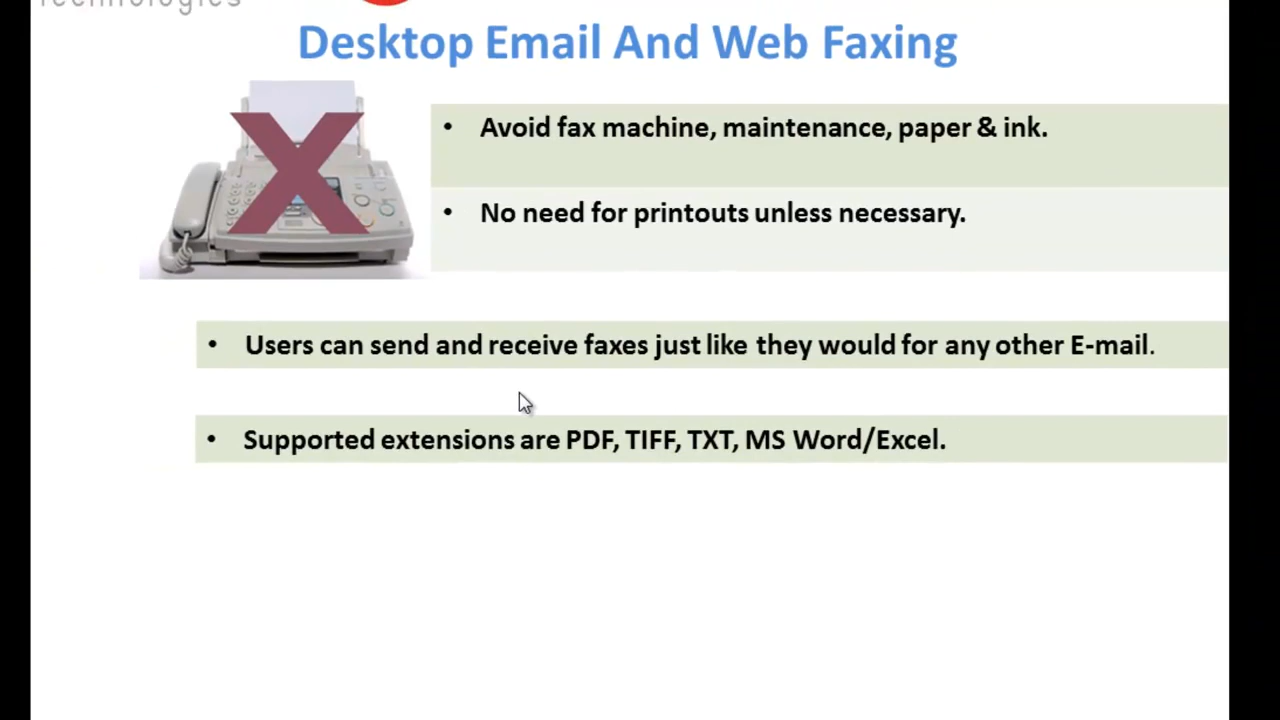 Technologies
Desktop Email And Web Faxing
• Avoid fax machine, maintenance, paper & ink.
• No need for printouts unless necessary.
• Users can send and receive faxes just like they would for any other E-mail.
• Supported extensions are PDF, TIFF, TXT, MS Word/Excel.